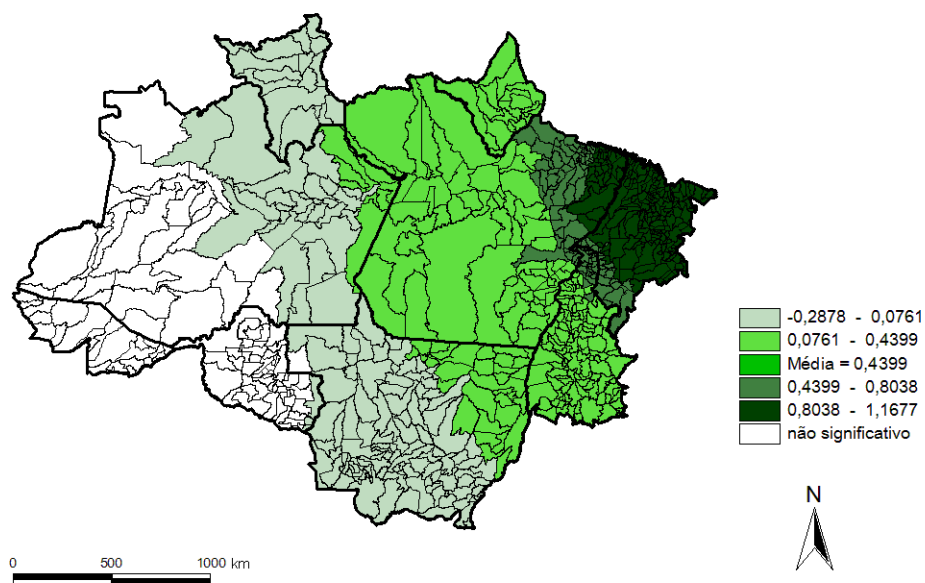 -0,2878 - 0,0761
0,0761 - 0,4399
Média = 0,4399
0,4399 - 0,8038
0,8038 - 1,1677
não significativo
N
0 500 1000 km